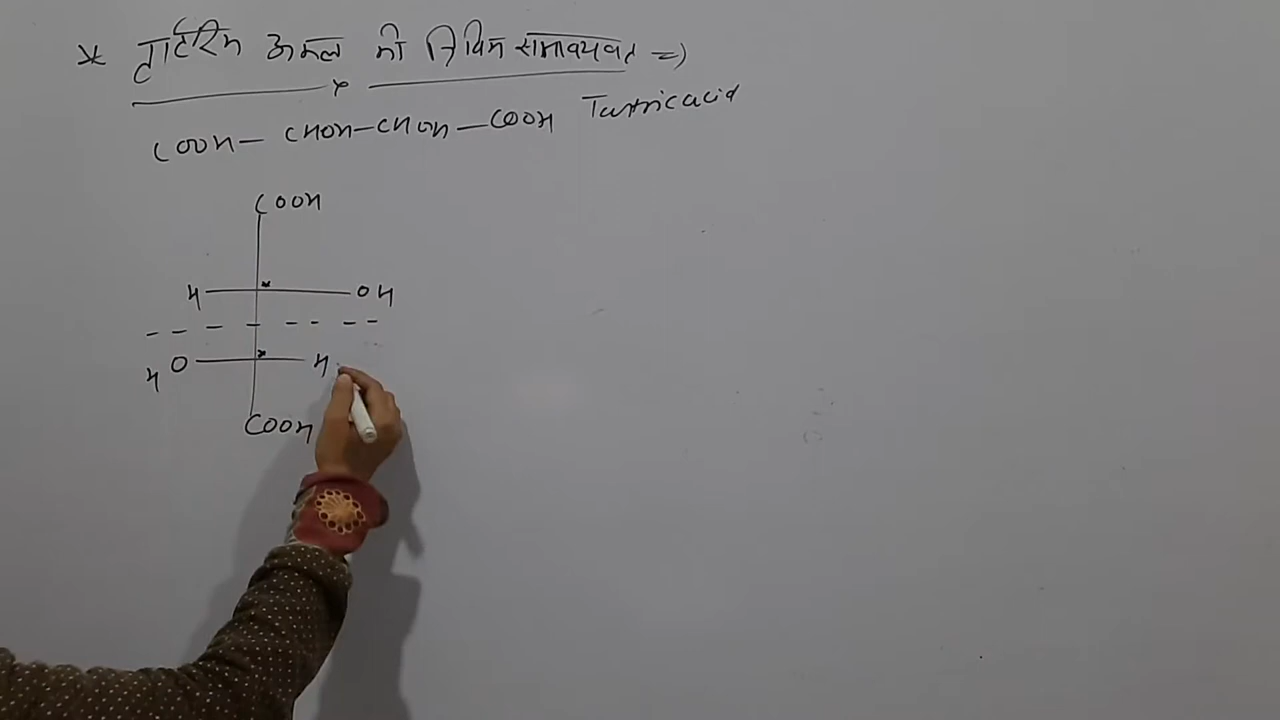 * टार्टरिक अम्ल की त्रिविम समावयवता =>
COOH - CHOH - CHOH - COOH Tartric acid
COOH
H OH
HO H
COOH